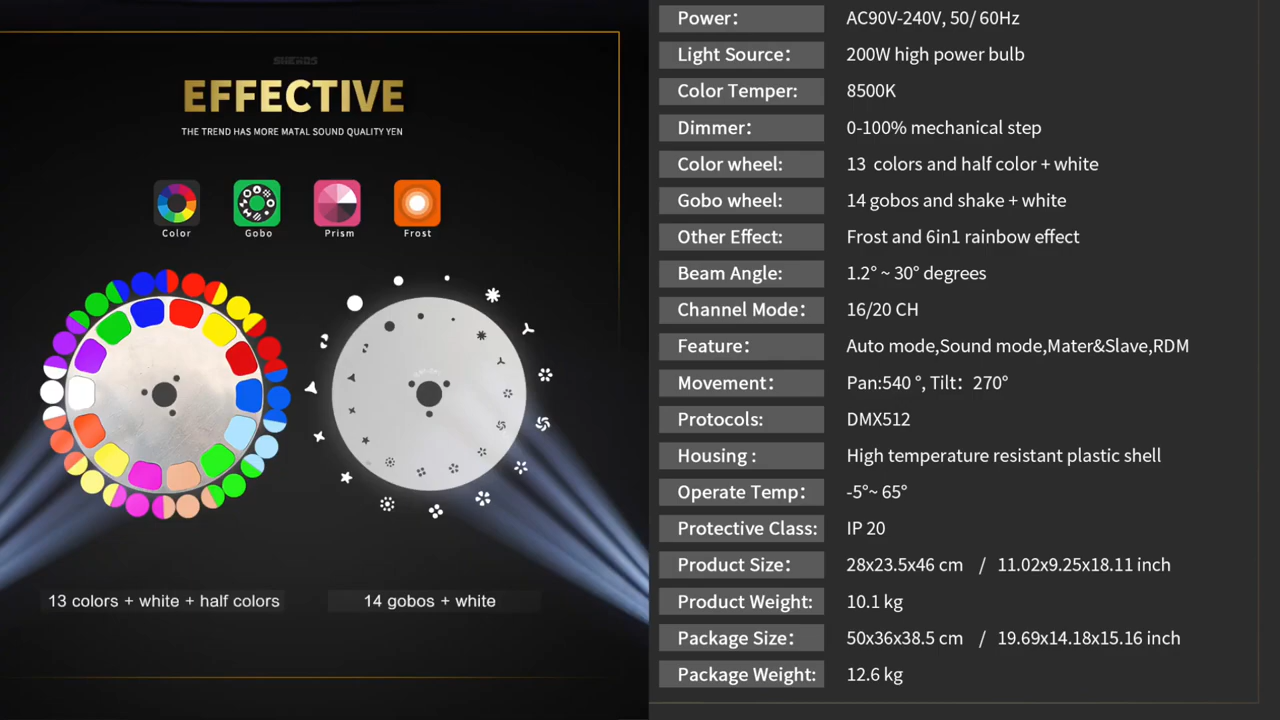 SHEHDS
EFFECTIVE
THE TREND HAS MORE MATAL SOUND QUALITY YEN
Color
Gobo
Prism
Frost
13 colors + white + half colors
14 gobos + white
Power: AC90V-240V, 50/ 60Hz
Light Source: 200W high power bulb
Color Temper: 8500K
Dimmer: 0-100% mechanical step
Color wheel: 13 colors and half color + white
Gobo wheel: 14 gobos and shake + white
Other Effect: Frost and 6in1 rainbow effect
Beam Angle: 1.2° ~ 30° degrees
Channel Mode: 16/20 CH
Feature: Auto mode,Sound mode,Mater&Slave,RDM
Movement: Pan:540 °, Tilt: 270°
Protocols: DMX512
Housing : High temperature resistant plastic shell
Operate Temp: -5°~ 65°
Protective Class: IP 20
Product Size: 28x23.5x46 cm / 11.02x9.25x18.11 inch
Product Weight: 10.1 kg
Package Size: 50x36x38.5 cm / 19.69x14.18x15.16 inch
Package Weight: 12.6 kg